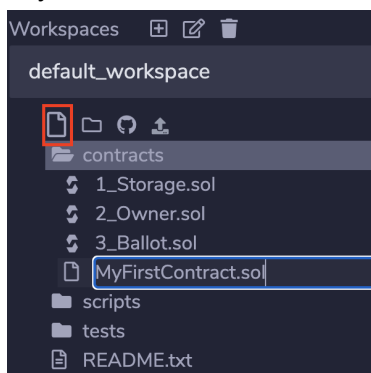 Workspaces
default_workspace
contracts
1_Storage.sol
2_Owner.sol
3_Ballot.sol
MyFirstContract.sol
scripts
tests
README.txt